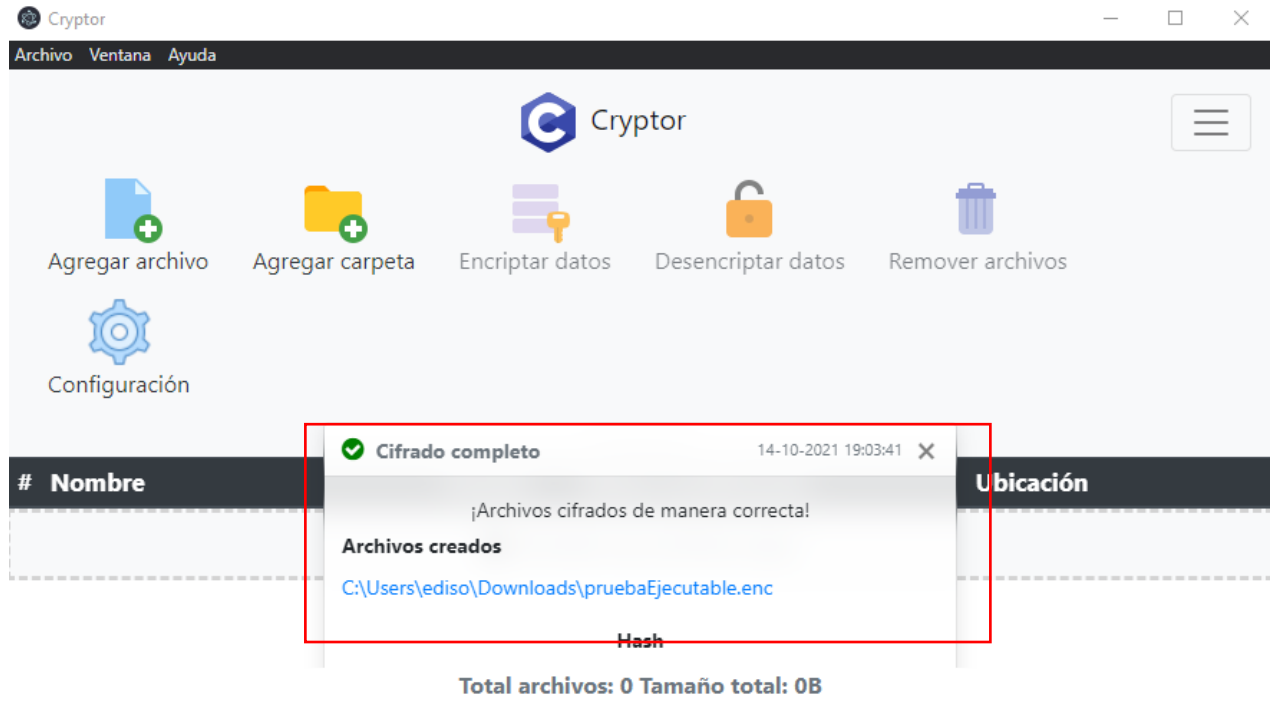 Cryptor
Archivo Ventana Ayuda
Cryptor
Agregar archivo Agregar carpeta Encriptar datos Desencriptar datos Remover archivos
Configuración
Cifrado completo 14-10-2021 19:03:41
# Nombre Ubicación
¡Archivos cifrados de manera correcta!
Archivos creados
C:\Users\ediso\Downloads\pruebaEjecutable.enc
Hash
Total archivos: 0 Tamaño total: 0B